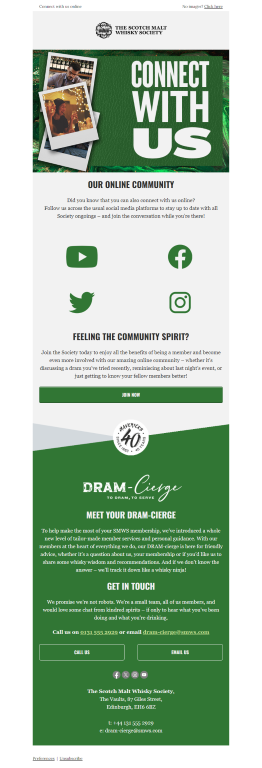 Connect with us online
No images? Click here
THE SCOTCH MALT
WHISKY SOCIETY
CONNECT
WITH
US
OUR ONLINE COMMUNITY
Did you know that you can also connect with us online?
Follow us across the usual social media platforms to stay up to date with all
Society ongoings – and join the conversation while you're there!
FEELING THE COMMUNITY SPIRIT?
Join the Society today to enjoy all the benefits of being a member and become
even more involved with our amazing online community – whether it's
discussing a dram you've tried recently, reminiscing about last night's event, or
just getting to know your fellow members better!
JOIN NOW
MAVERICKS
40
DRAM-Cierge
TO DRAM, TO SERVE
MEET YOUR DRAM-CIERGE
To help make the most of your SMWS membership, we've introduced a whole
new level of tailor-made member services and personal guidance. With our
members at the heart of everything we do, our DRAM-cierge is here for friendly
advice, whether it's a question about us, your membership or if you'd like us to
share some whisky wisdom and recommendations. And if we don't know the
answer – we'll track it down like a whisky ninja!
GET IN TOUCH
We promise we're not robots. We're a small team, all of us members, and
would love some chat from kindred spirits – if only to hear what you've been
doing and what you're drinking.
Call us on 0131 555 2929 or email dram-cierge@smws.com
CALL US
EMAIL US
The Scotch Malt Whisky Society,
The Vaults, 87 Giles Street,
Edinburgh, EH6 6BZ
t: +44 131 555 2929
e: dram-cierge@smws.com
Preferences | Unsubscribe